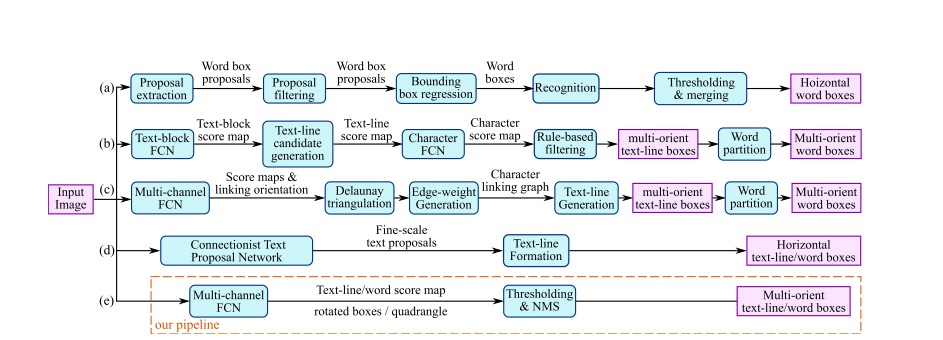 Input
Image
(a)
Proposal
extraction
Word box
proposals
Proposal
filtering
Word box
proposals
Bounding
box regression
Word
boxes
Recognition
Thresholding
& merging
Hoizontal
word boxes
(b)
Text-block
FCN
Text-block
score map
Text-line
candidate
generation
Text-line
score map
Character
FCN
Character
score map
Rule-based
filtering
multi-orient
text-line boxes
Word
partition
Multi-orient
word boxes
(c)
Multi-channel
FCN
Score maps &
linking orientation
Delaunay
triangulation
Edge-weight
Generation
Character
linking graph
Text-line
Generation
multi-orient
text-line boxes
Word
partition
Multi-orient
word boxes
(d)
Connectionist Text
Proposal Network
Fine-scale
text proposals
Text-line
Formation
Horizontal
text-line/word boxes
(e)
Multi-channel
FCN
Text-line/word score map
rotated boxes / quadrangle
Thresholding
& NMS
Multi-orient
text-line/word boxes
our pipeline